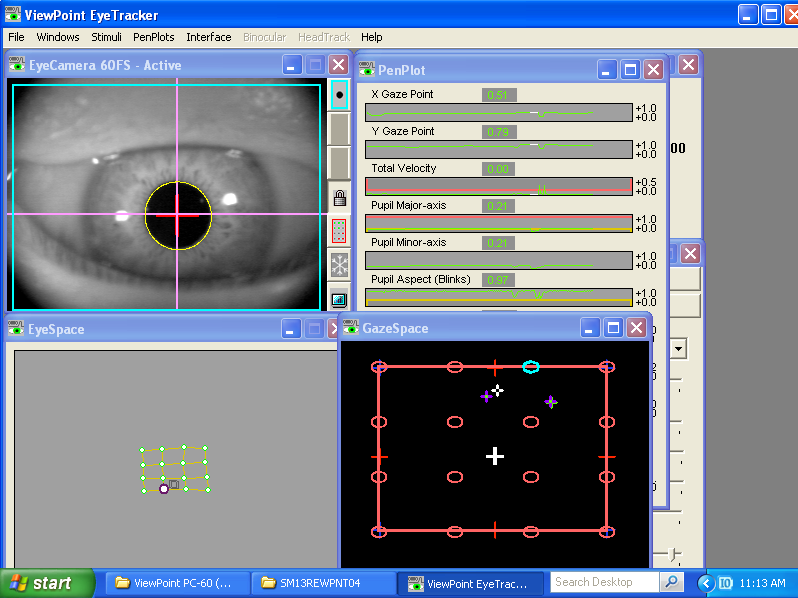 ViewPoint EyeTracker
File Windows Stimuli PenPlots Interface Binocular HeadTrack Help
EyeCamera 60FS - Active
PenPlot
X Gaze Point 0.51
+1.0
+0.0
Y Gaze Point 0.79
+1.0
+0.0
00
Total Velocity 0.00
+0.5
+0.0
Pupil Major-axis 0.21
+1.0
+0.0
Pupil Minor-axis 0.21
+1.0
+0.0
Pupil Aspect (Blinks) 0.97
+1.0
+0.0
EyeSpace
GazeSpace
start
ViewPoint PC-60 (...
SM13REWPNT04
ViewPoint EyeTrac...
Search Desktop
11:13 AM